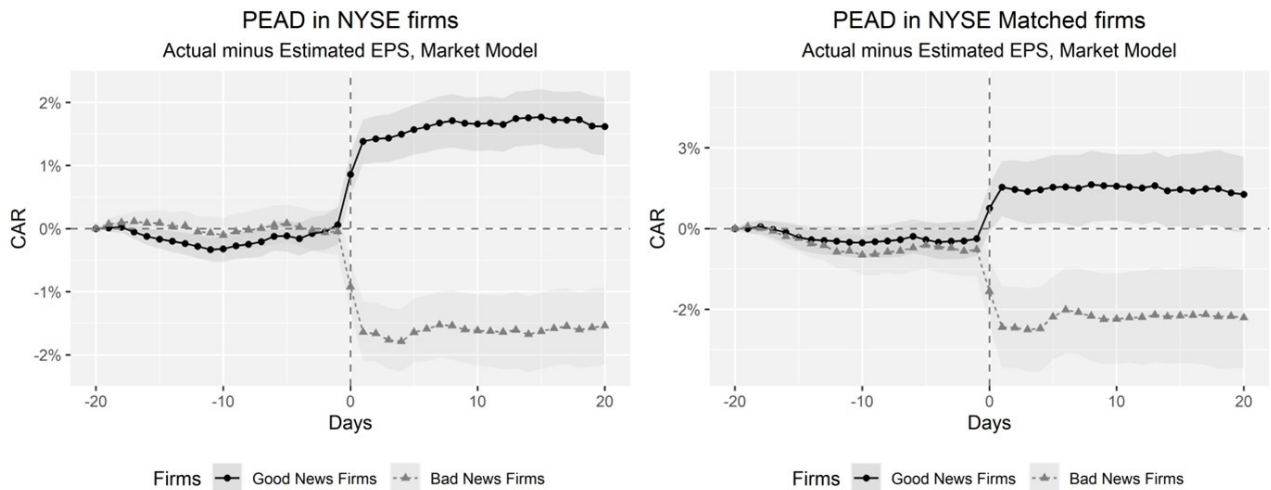 PEAD in NYSE firms
Actual minus Estimated EPS, Market Model
2%
1%
0%
-1%
-2%
CAR
-20
-10
0
10
20
Days
Firms
Good News Firms
Bad News Firms
PEAD in NYSE Matched firms
Actual minus Estimated EPS, Market Model
3%
0%
-2%
CAR
-20
-10
0
10
20
Days
Firms
Good News Firms
Bad News Firms